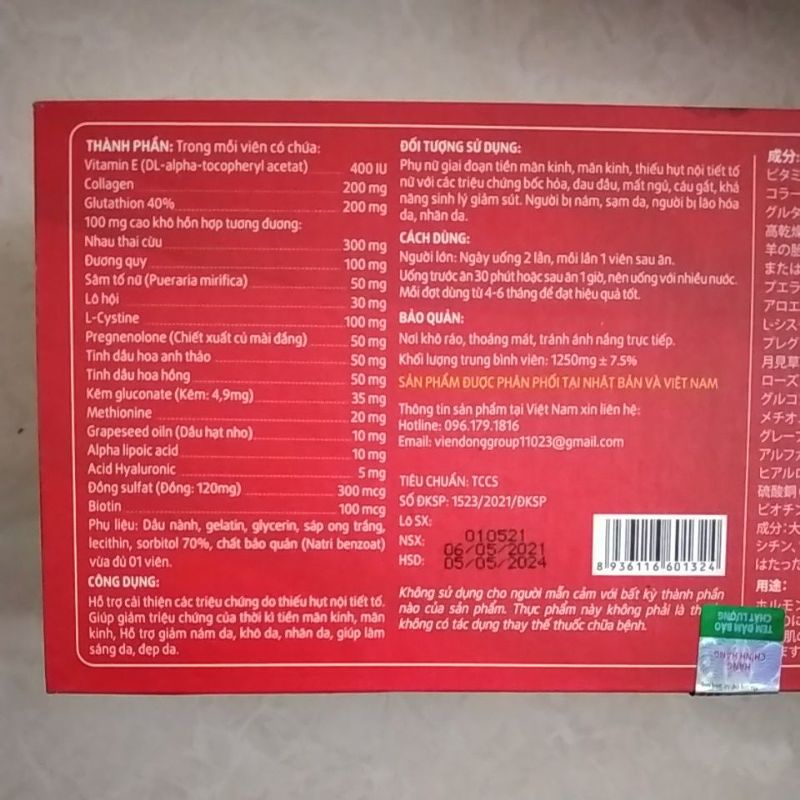 THÀNH PHẦN: Trong mỗi viên có chứa:
Vitamin E (DL-alpha-tocopheryl acetat) 400 IU
Collagen 200 mg
Glutathion 40% 200 mg
100 mg cao khô hỗn hợp tương đương:
Nhau thai cừu 300 mg
Đương quy 100 mg
Sâm tố nữ (Pueraria mirifica) 50 mg
Lô hội 30 mg
L-Cystine 100 mg
Pregnenolone (Chiết xuất củ mài đắng) 50 mg
Tinh dầu hoa anh thảo 50 mg
Tinh dầu hoa hồng 50 mg
Kẽm gluconate (Kẽm: 4,9mg) 35 mg
Methionine 20 mg
Grapeseed oiln (Dầu hạt nho) 10 mg
Alpha lipoic acid 10 mg
Acid Hyaluronic 5 mg
Đồng sulfat (Đồng: 120mg) 300 mcg
Biotin 100 mcg
Phụ liệu: Dầu nành, gelatin, glycerin, sáp ong trắng,
lecithin, sorbitol 70%, chất bảo quản (Natri benzoat)
vừa đủ 01 viên.
CÔNG DỤNG:
Hỗ trợ cải thiện các triệu chứng do thiếu hụt nội tiết tố.
Giúp giảm triệu chứng của thời kì tiền mãn kinh, mãn
kinh, Hỗ trợ giảm nám da, khô da, nhăn da, giúp làm
sáng da, đẹp da.
ĐỐI TƯỢNG SỬ DỤNG:
Phụ nữ giai đoạn tiền mãn kinh, mãn kinh, thiếu hụt nội tiết tố
nữ với các triệu chứng bốc hỏa, đau đầu, mất ngủ, cáu gắt, khả
năng sinh lý giảm sút. Người bị nám, sạm da, người bị lão hóa
da, nhăn da.
CÁCH DÙNG:
Người lớn: Ngày uống 2 lần, mỗi lần 1 viên sau ăn.
Uống trước ăn 30 phút hoặc sau ăn 1 giờ, nên uống với nhiều nước.
Mỗi đợt dùng từ 4-6 tháng để đạt hiệu quả tốt.
BẢO QUẢN:
Nơi khô ráo, thoáng mát, tránh ánh nắng trực tiếp.
Khối lượng trung bình viên: 1250mg ± 7.5%
SẢN PHẨM ĐƯỢC PHÂN PHỐI TẠI NHẬT BẢN VÀ VIỆT NAM
Thông tin sản phẩm tại Việt Nam xin liên hệ:
Hotline: 096.179.1816
Email: viendonggroup11023@gmail.com
TIÊU CHUẨN: TCCS
SỐ ĐKSP: 1523/2021/ĐKSP
Lô SX: 010521
NSX: 06/05/2021
HSD: 05/05/2024
8 936116 601324
Không sử dụng cho người mẫn cảm với bất kỳ thành phần
nào của sản phẩm. Thực phẩm này không phải là
không có tác dụng thay thế thuốc chữa bệnh.
成分:
ビタミ
コラー
グルタ
高乾燥
羊の胎
または
プエラ
アロエ
L-シス
プレグ
月見草
ローズ
グルコ
メチオ
グレー
アルファ
ヒアルロ
硫酸銅
ビオチン
成分:大
シチン、
はたった
用途:
ホルモン
TEM ĐẢM BẢO
CHẤT LƯỢNG
HÀNG
CHÍNH HÃNG